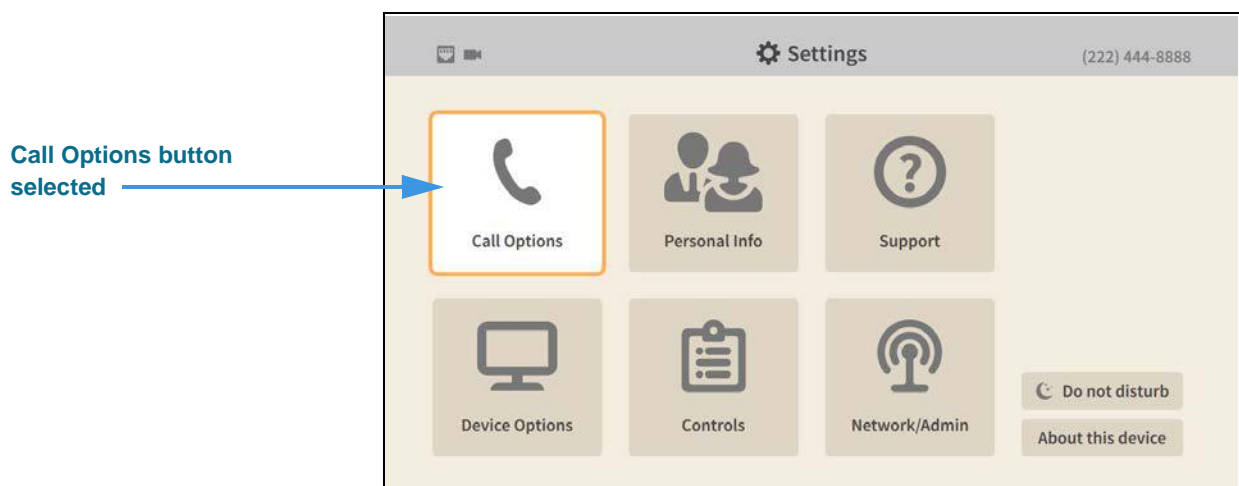 Settings
(222) 444-8888
Call Options button
selected
Call Options
Personal Info
Support
Device Options
Controls
Network/Admin
Do not disturb
About this device